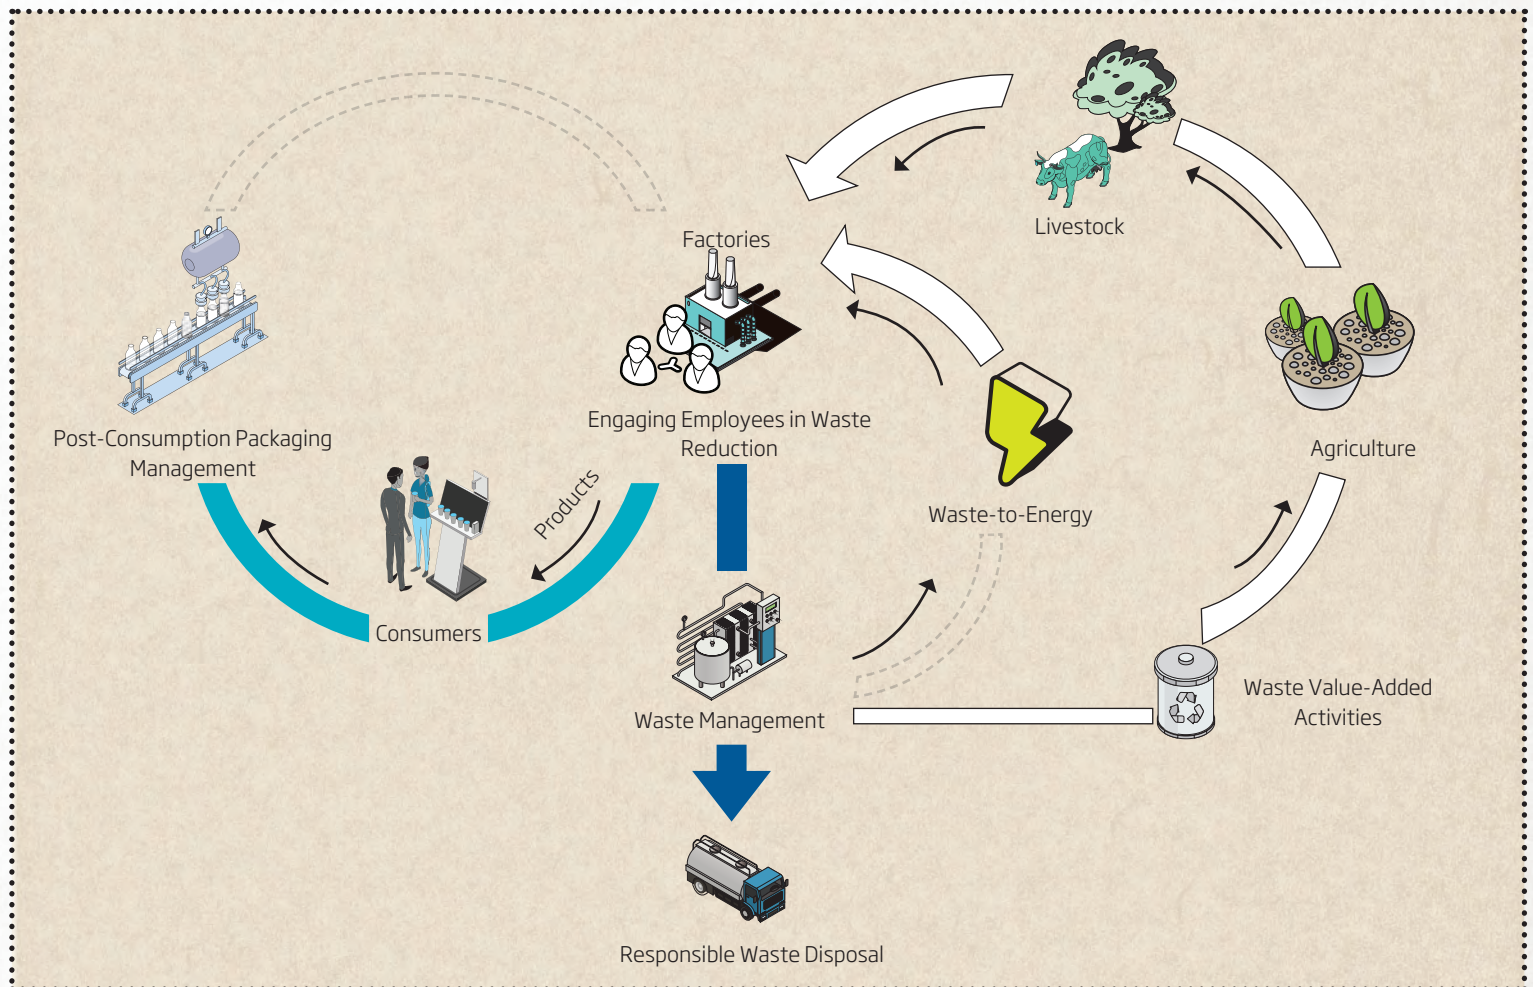 Livestock
Factories
Post-Consumption Packaging
Management
Engaging Employees in Waste
Reduction
Agriculture
Products
Waste-to-Energy
Consumers
Waste Management
Waste Value-Added
Activities
Responsible Waste Disposal